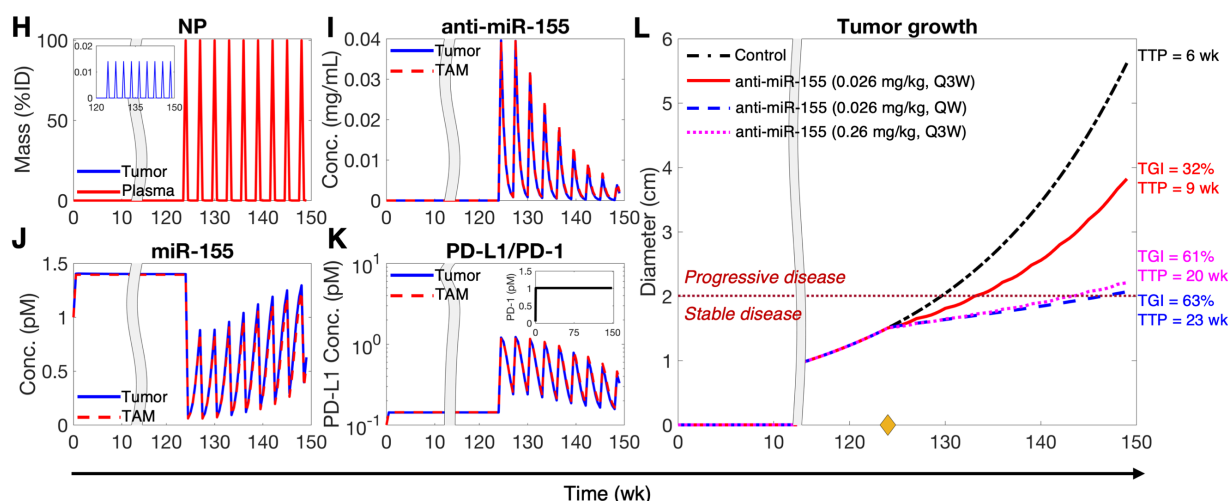 H
NP
Mass (%ID)
100
50
0
0.02
0.01
0
120
135
150
Tumor
Plasma
0 10 120 130 140 150
I
anti-miR-155
Conc. (mg/mL)
0.04
0.03
0.02
0.01
0
Tumor
TAM
0 10 120 130 140 150
J
miR-155
Conc. (pM)
1.5
1
0.5
0
Tumor
TAM
0 10 120 130 140 150
K
PD-L1/PD-1
PD-L1 Conc. (pM)
10¹
10⁰
10⁻¹
Tumor
TAM
PD-1 (pM)
1.5
1
0.5
0
0 75 150
0 10 120 130 140 150
L
Tumor growth
Diameter (cm)
6
5
4
3
2
1
0
Control
anti-miR-155 (0.026 mg/kg, Q3W)
anti-miR-155 (0.026 mg/kg, QW)
anti-miR-155 (0.26 mg/kg, Q3W)
Progressive disease
Stable disease
TTP = 6 wk
TGI = 32%
TTP = 9 wk
TGI = 61%
TTP = 20 wk
TGI = 63%
TTP = 23 wk
0 10 120 130 140 150
Time (wk)